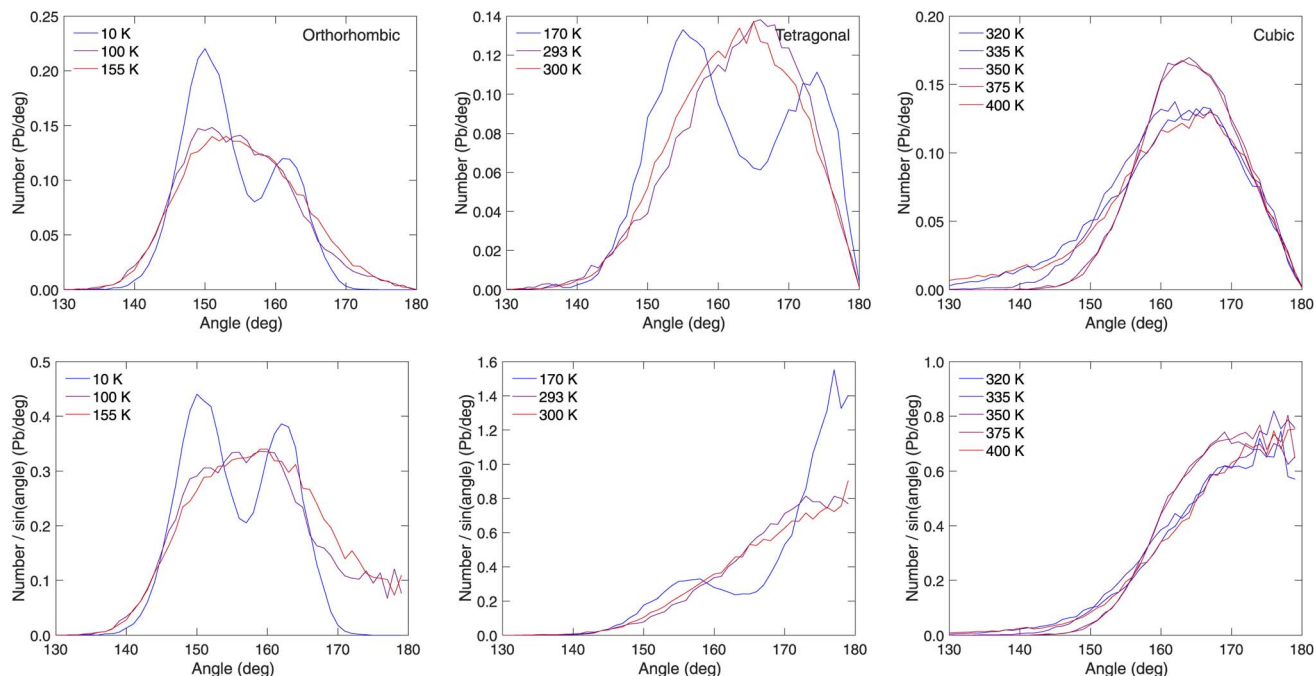 0.25
0.20
0.15
0.10
0.05
0.00
Number (Pb/deg)
10 K
100 K
155 K
Orthorhombic
130 140 150 160 170 180
Angle (deg)
0.14
0.12
0.10
0.08
0.06
0.04
0.02
0.00
Number (Pb/deg)
170 K
293 K
300 K
Tetragonal
130 140 150 160 170 180
Angle (deg)
0.20
0.15
0.10
0.05
0.00
Number (Pb/deg)
320 K
335 K
350 K
375 K
400 K
Cubic
130 140 150 160 170 180
Angle (deg)
0.5
0.4
0.3
0.2
0.1
0.0
Number / sin(angle) (Pb/deg)
10 K
100 K
155 K
130 140 150 160 170 180
Angle (deg)
1.6
1.4
1.2
1.0
0.8
0.6
0.4
0.2
0.0
Number / sin(angle) (Pb/deg)
170 K
293 K
300 K
130 140 150 160 170 180
Angle (deg)
1.0
0.8
0.6
0.4
0.2
0.0
Number / sin(angle) (Pb/deg)
320 K
335 K
350 K
375 K
400 K
130 140 150 160 170 180
Angle (deg)